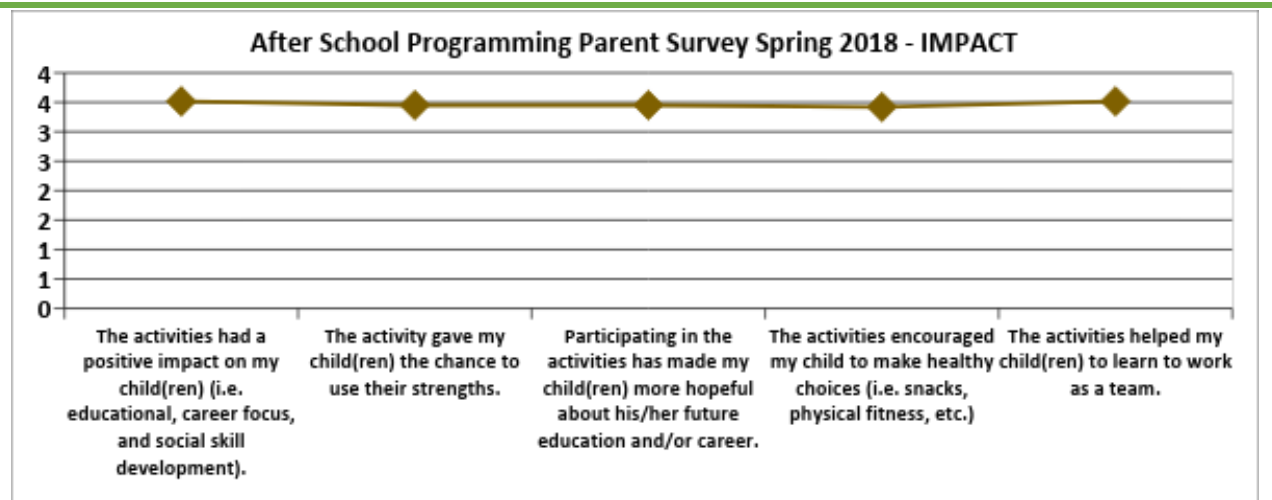 After School Programming Parent Survey Spring 2018 - IMPACT
4
4
3
3
2
2
1
1
0
The activities had a
positive impact on my
child(ren) (i.e.
educational, career focus,
and social skill
development).
The activity gave my
child(ren) the chance to
use their strengths.
Participating in the
activities has made my
child(ren) more hopeful
about his/her future
education and/or career.
The activities encouraged
my child to make healthy
choices (i.e. snacks,
physical fitness, etc.)
The activities helped my
child(ren) to learn to work
as a team.